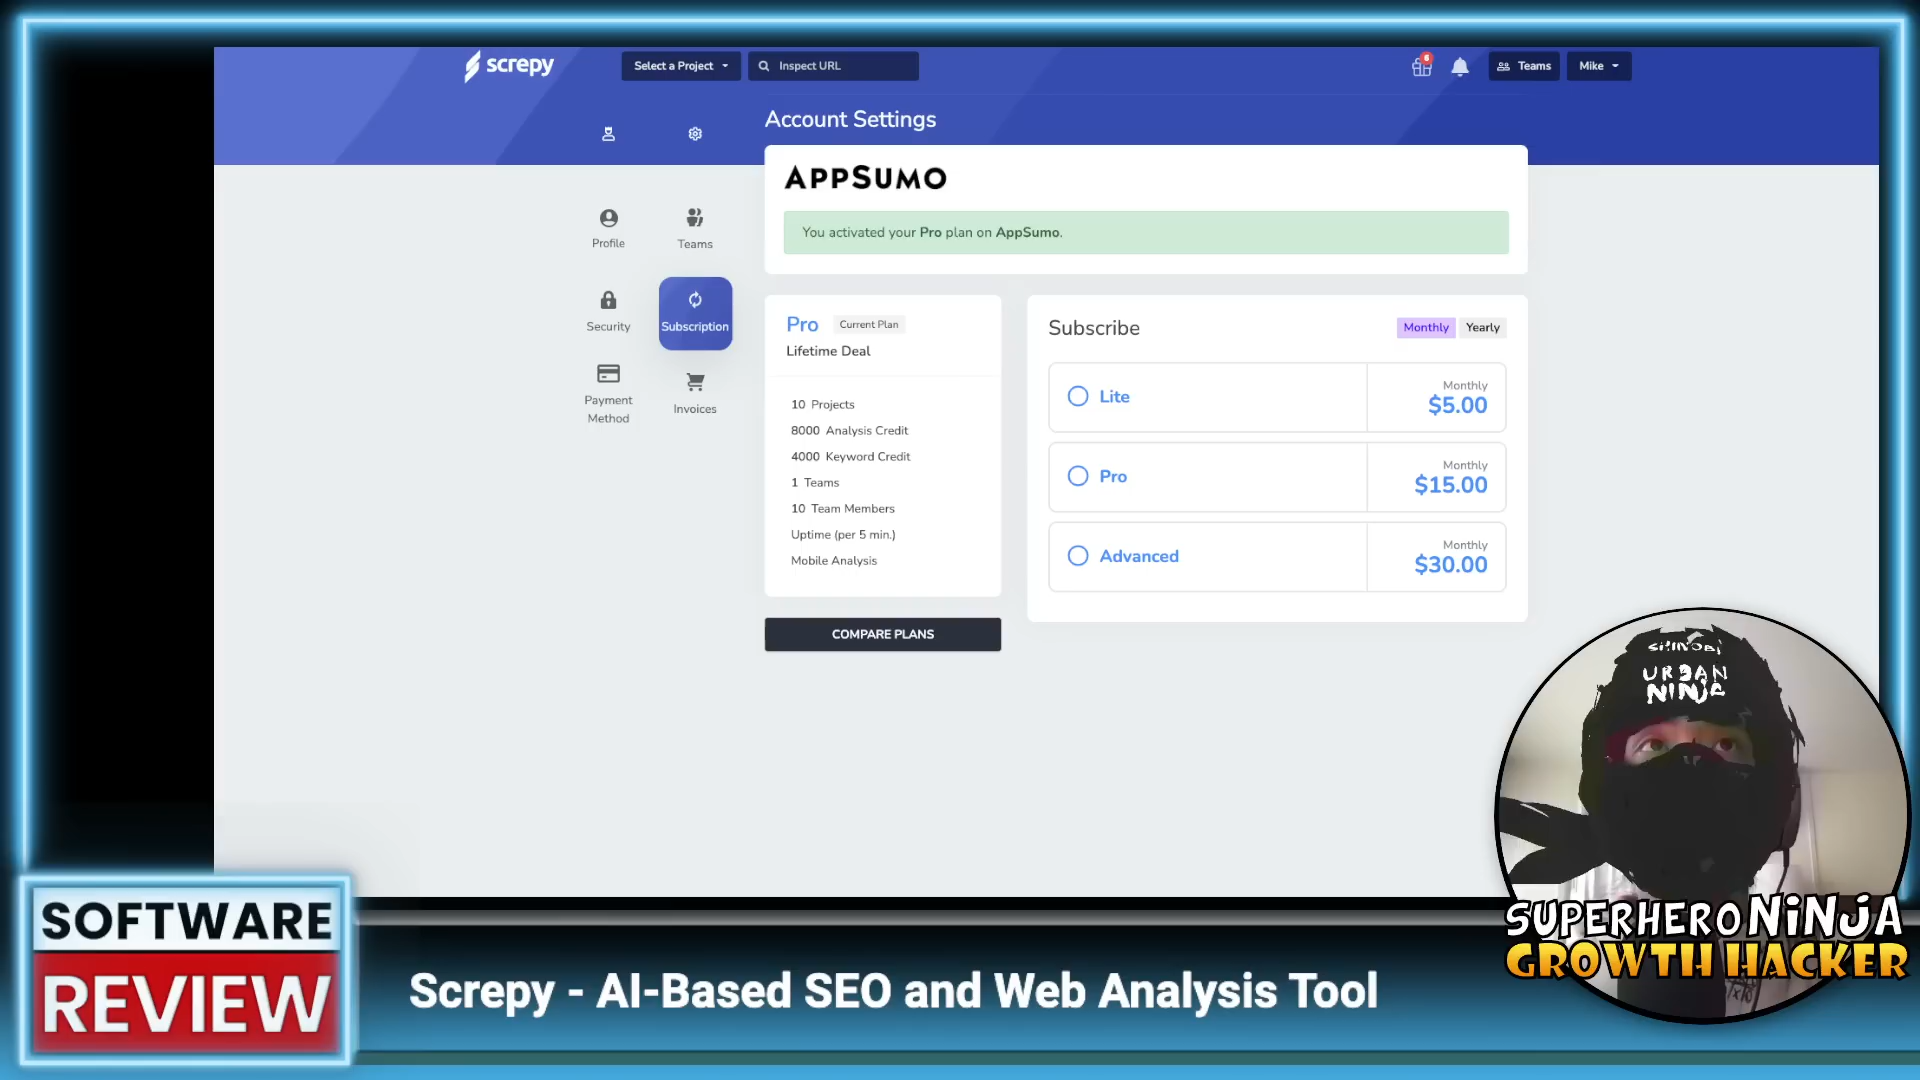 screpy
Select a Project
Inspect URL
6
Teams
Mike
Account Settings
APPSUMO
You activated your Pro plan on AppSumo.
Profile
Teams
Security
Subscription
Payment
Method
Invoices
Pro
Current Plan
Lifetime Deal
10 Projects
8000 Analysis Credit
4000 Keyword Credit
1 Teams
10 Team Members
Uptime (per 5 min.)
Mobile Analysis
COMPARE PLANS
Subscribe
Monthly
Yearly
Lite
Monthly
$5.00
Pro
Monthly
$15.00
Advanced
Monthly
$30.00
SHINOBI
URBAN
NINJA
SUPERHERO NiNJA
GROWTH HACKER
SOFTWARE
REVIEW
Screpy - AI-Based SEO and Web Analysis Tool